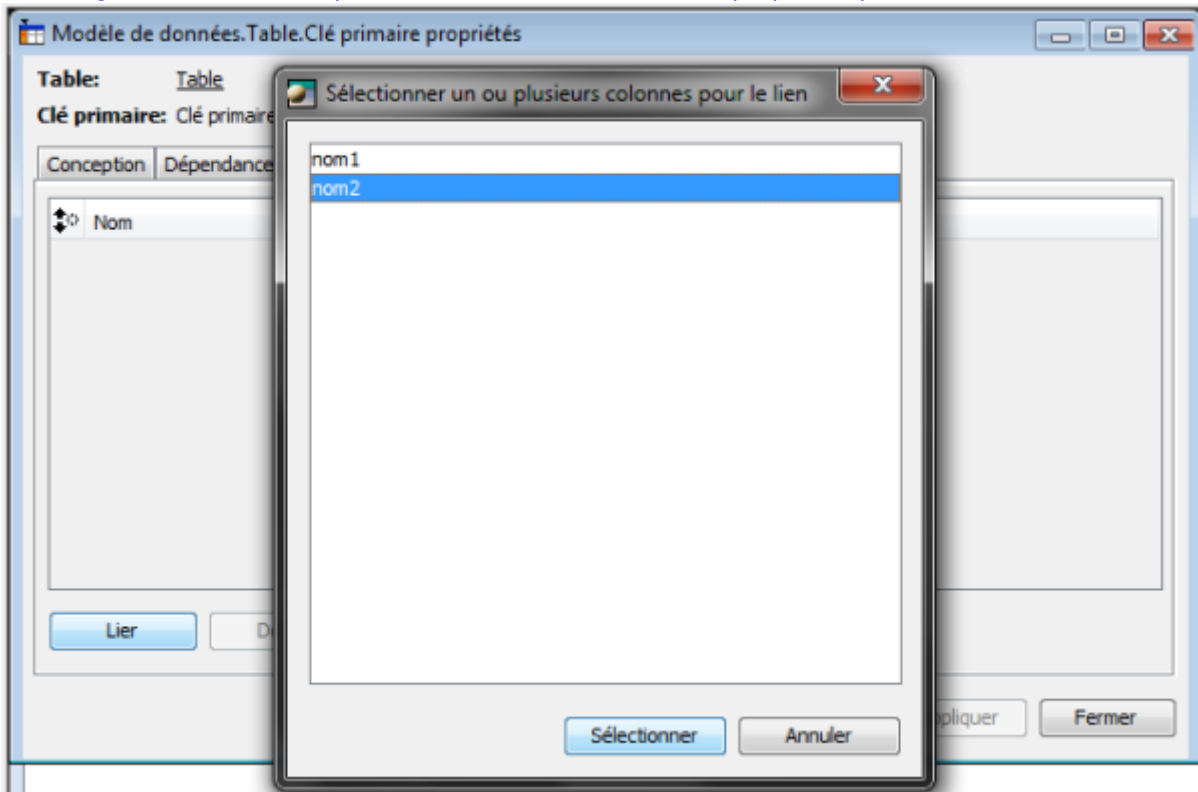 Modèle de données.Table.Clé primaire propriétés
Table: Table
Clé primaire: Clé primaire
Conception Dépendance
Nom
Lier
Sélectionner un ou plusieurs colonnes pour le lien
nom1
nom2
Sélectionner Annuler
Fermer